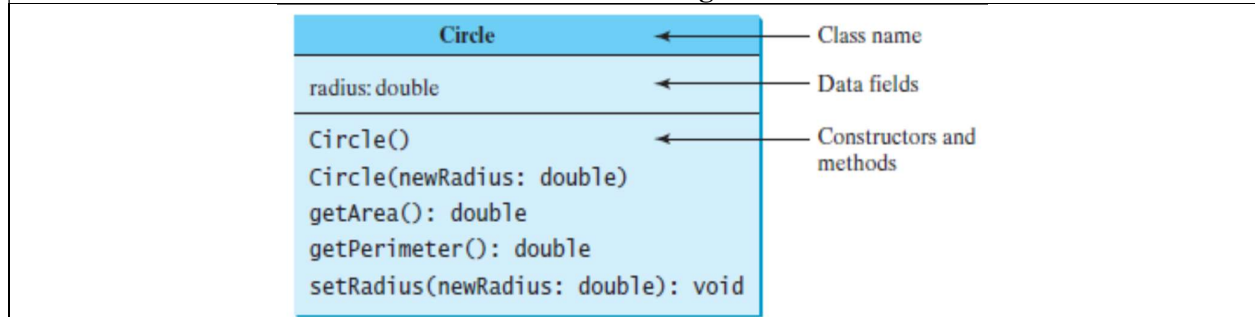 Circle
Class name
radius: double
Data fields
Circle()
Constructors and
methods
Circle(newRadius: double)
getArea(): double
getPerimeter(): double
setRadius(newRadius: double): void